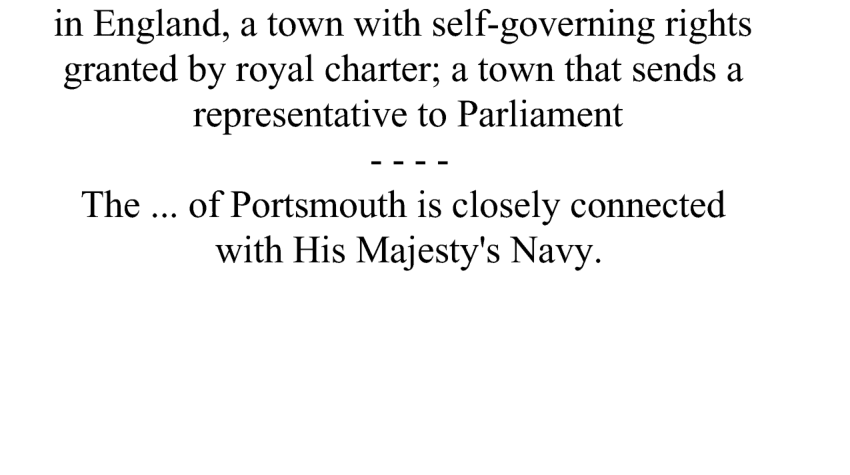 in England, a town with self-governing rights
granted by royal charter; a town that sends a
representative to Parliament
- - - -
The ... of Portsmouth is closely connected
with His Majesty's Navy.